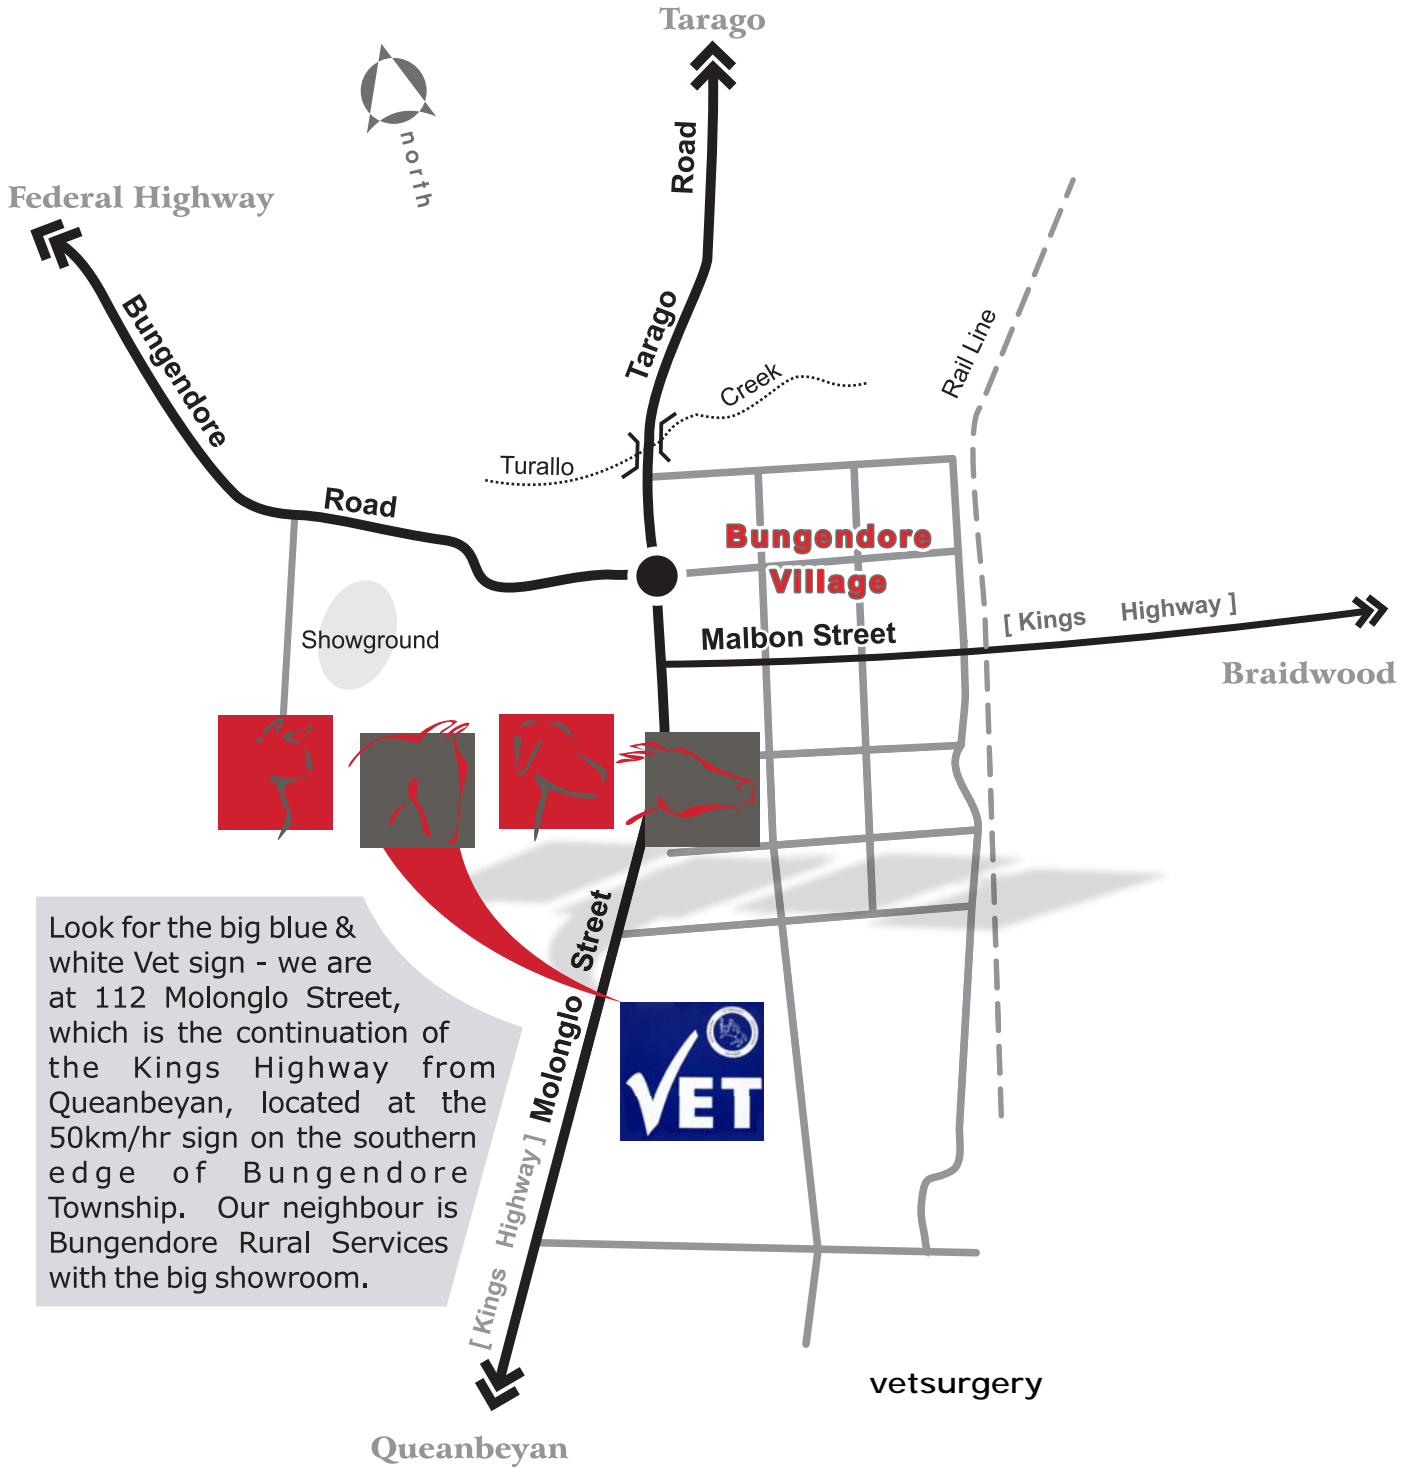 Tarago
north
Federal Highway
Road
Tarago
Bungendore
Road
Rail Line
Creek
Turallo
Bungendore
Village
Showground
Malbon Street
[ Kings Highway ]
Braidwood
Look for the big blue &
white Vet sign - we are
at 112 Molonglo Street,
which is the continuation of
the Kings Highway from
Queanbeyan, located at the
50km/hr sign on the southern
edge of Bungendore
Township. Our neighbour is
Bungendore Rural Services
with the big showroom.
Molonglo Street
[ Kings Highway ]
VET
vetsurgery
Queanbeyan